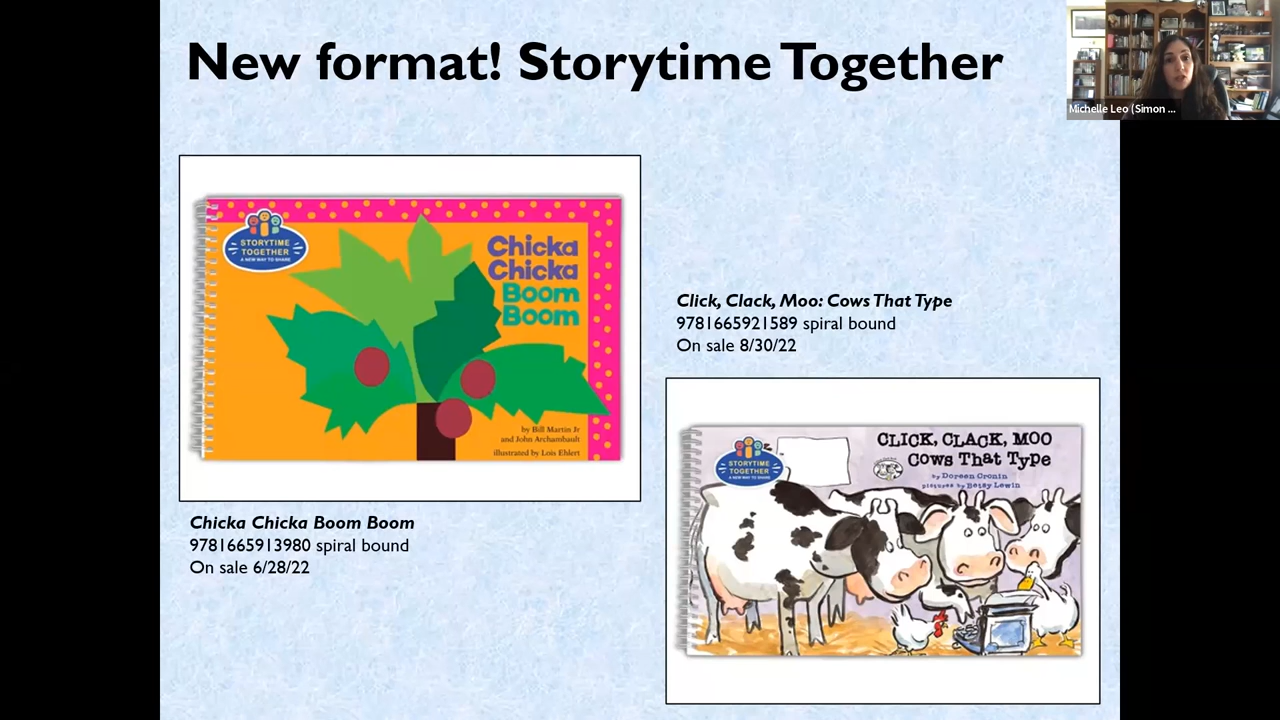 New format! Storytime Together
Michelle Leo (Simon ...
STORYTIME
TOGETHER
A NEW WAY TO SHARE
Chicka
Chicka
Boom
Boom
by Bill Martin Jr
and John Archambault
illustrated by Lois Ehlert
Chicka Chicka Boom Boom
9781665913980 spiral bound
On sale 6/28/22
Click, Clack, Moo: Cows That Type
9781665921589 spiral bound
On sale 8/30/22
STORYTIME
TOGETHER
A NEW WAY TO SHARE
CLICK, CLACK, MOO
Cows That Type
by Doreen Cronin
pictures by Betsy Lewin